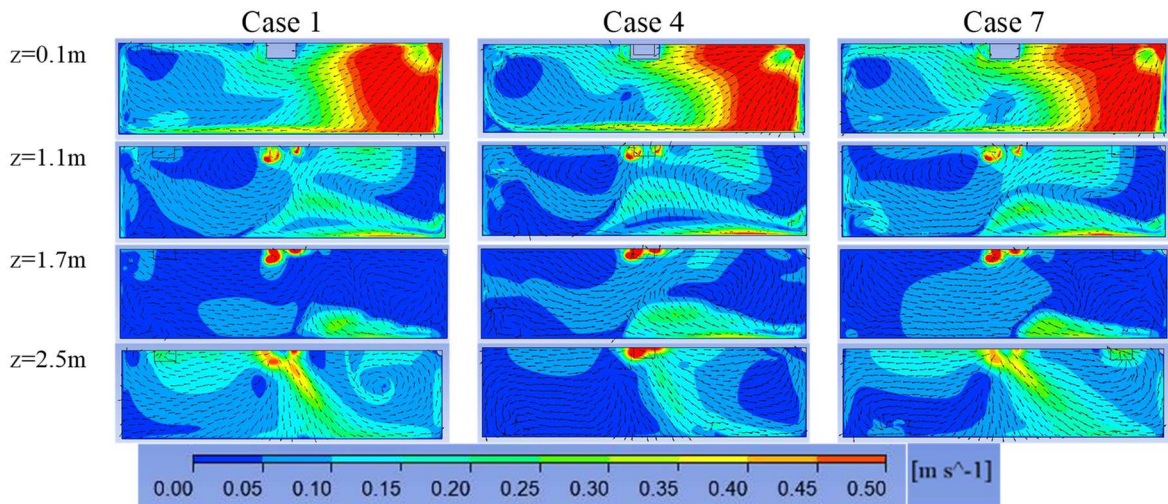 Case 1 Case 4 Case 7
z=0.1m
z=1.1m
z=1.7m
z=2.5m
0.00 0.05 0.10 0.15 0.20 0.25 0.30 0.35 0.40 0.45 0.50 [m s^-1]